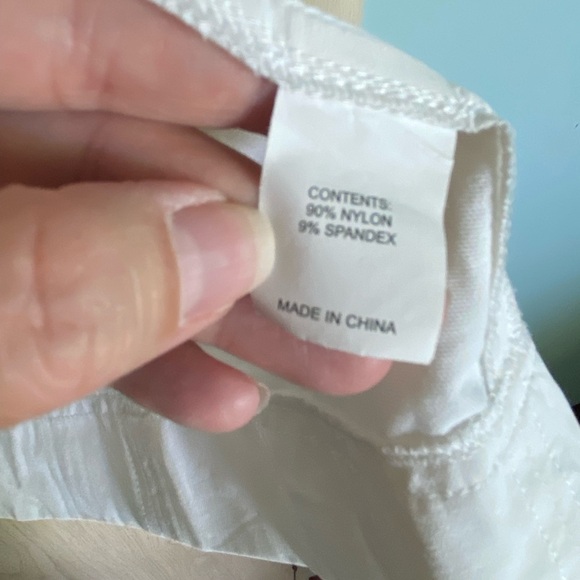 CONTENTS:
90% NYLON
9% SPANDEX
MADE IN CHINA